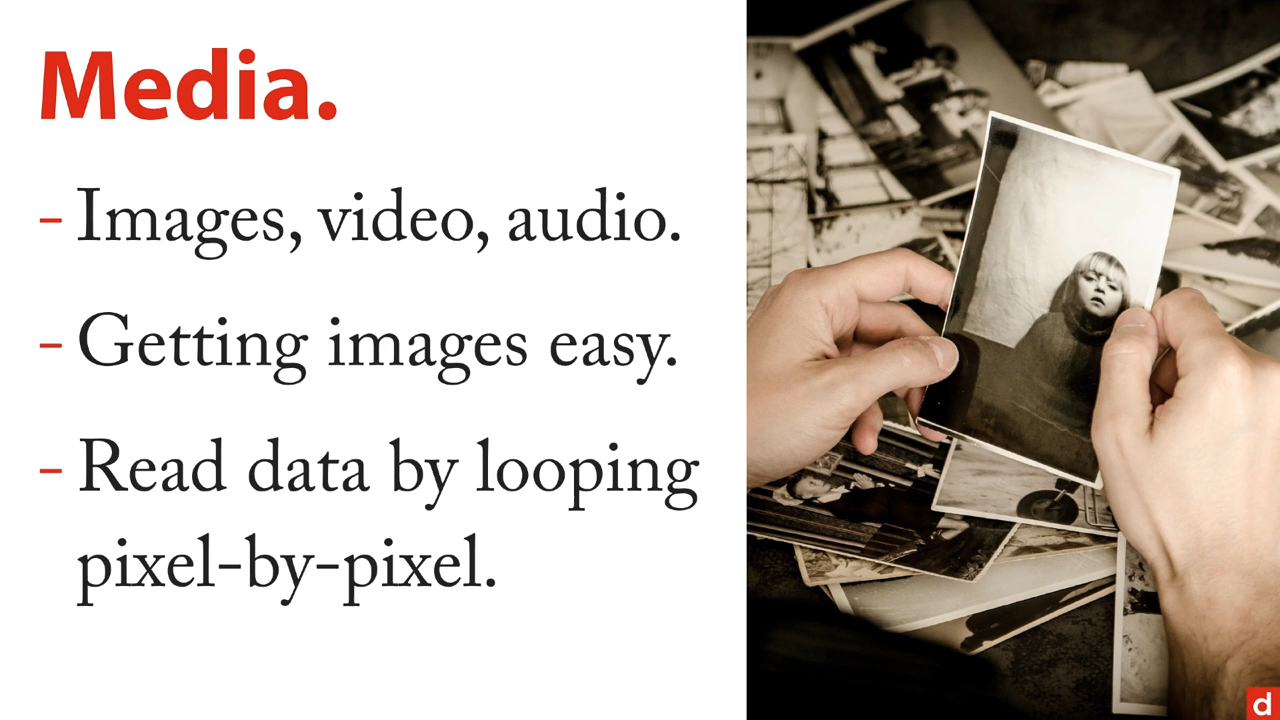 Media.
- Images, video, audio.
- Getting images easy.
- Read data by looping
pixel-by-pixel.
d